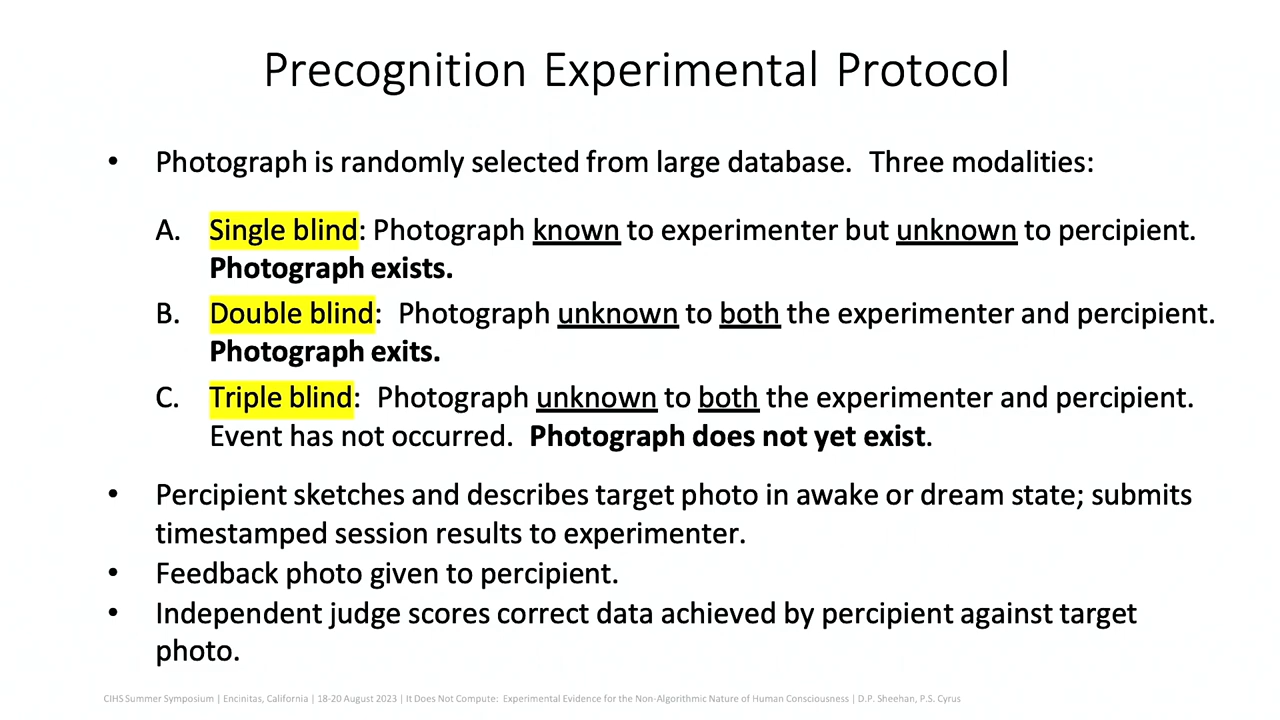 Precognition Experimental Protocol
• Photograph is randomly selected from large database. Three modalities:
A. Single blind: Photograph known to experimenter but unknown to percipient.
Photograph exists.
B. Double blind: Photograph unknown to both the experimenter and percipient.
Photograph exits.
C. Triple blind: Photograph unknown to both the experimenter and percipient.
Event has not occurred. Photograph does not yet exist.
• Percipient sketches and describes target photo in awake or dream state; submits
timestamped session results to experimenter.
• Feedback photo given to percipient.
• Independent judge scores correct data achieved by percipient against target
photo.
CIHS Summer Symposium | Encinitas, California | 18-20 August 2023 | It Does Not Compute: Experimental Evidence for the Non-Algorithmic Nature of Human Consciousness | D.P. Sheehan, P.S. Cyrus